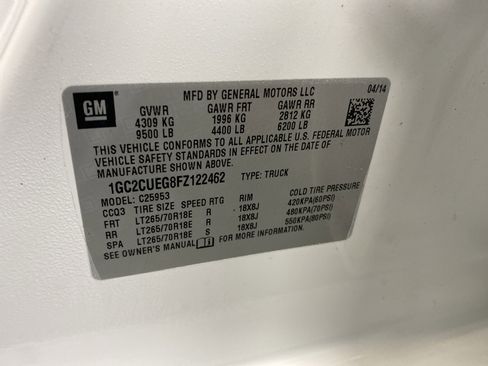 GM
MFD BY GENERAL MOTORS LLC 04/14
GVWR GAWR FRT GAWR RR
4309 KG 1996 KG 2812 KG
9500 LB 4400 LB 6200 LB
THIS VEHICLE CONFORMS TO ALL APPLICABLE U.S. FEDERAL MOTOR
VEHICLE SAFETY STANDARDS IN EFFECT ON THE DATE OF
MANUFACTURE SHOWN ABOVE.
1GC2CUEG8FZ122462 TYPE: TRUCK
MODEL: C25953
CCQ3 TIRE SIZE SPEED RTG RIM COLD TIRE PRESSURE
FRT LT265/70R18E R 18X8J 420KPA(60PSI)
RR LT265/70R18E R 18X8J 480KPA(70PSI)
SPA LT265/70R18E S 18X8J 550KPA(80PSI)
SEE OWNER'S MANUAL FOR MORE INFORMATION.